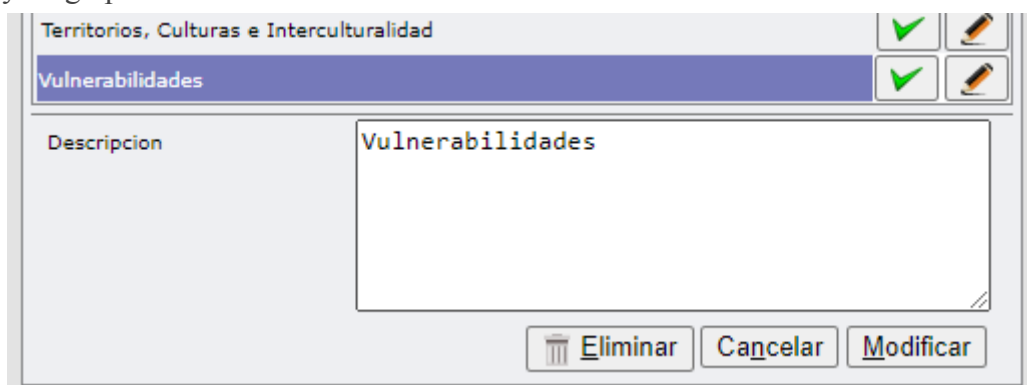 Territorios, Culturas e Interculturalidad
Vulnerabilidades
Descripcion
Vulnerabilidades
Eliminar
Cancelar
Modificar